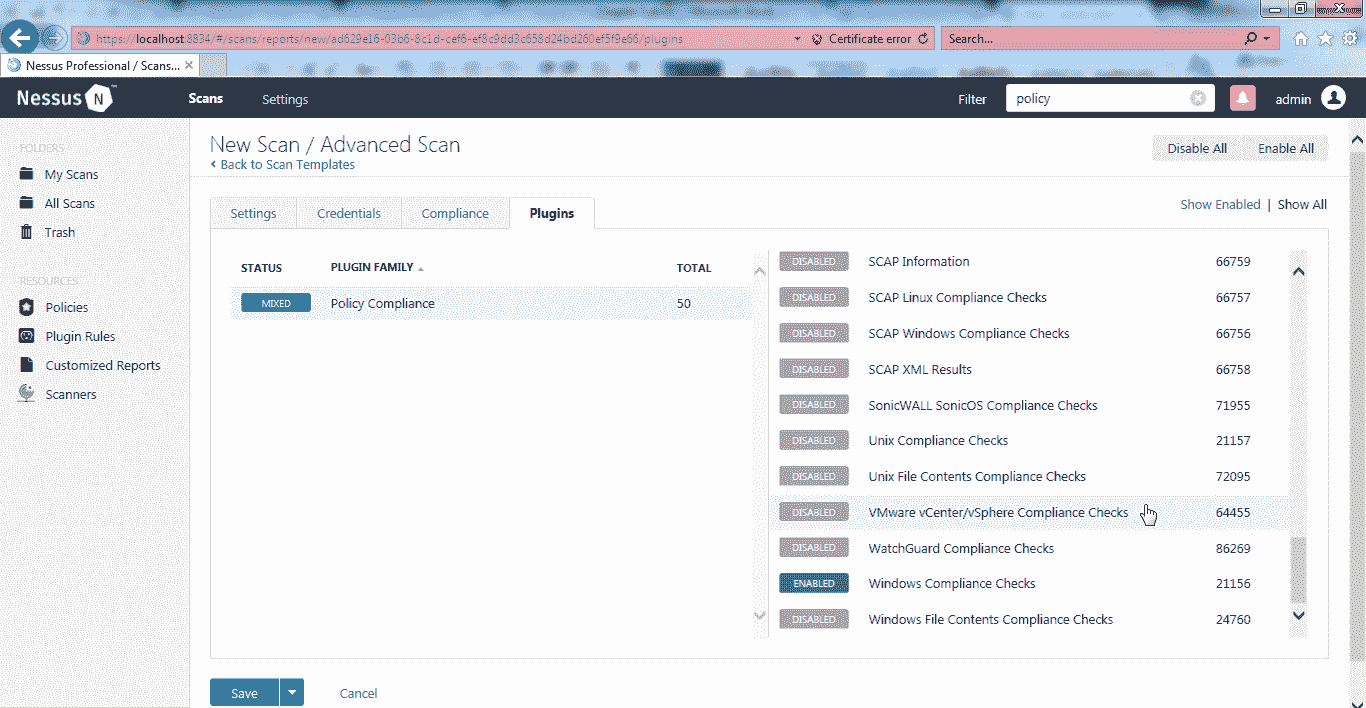 https://localhost:8834/#/scans/reports/new/ad629e16-03b6-8c1d-cef6-ef8c9dd3c658d24bd260ef5f9e66/plugins
Certificate error
Search...
Nessus Professional / Scans...
Nessus N
Scans
Settings
Filter
policy
admin
FOLDERS
My Scans
All Scans
Trash
RESOURCES
Policies
Plugin Rules
Customized Reports
Scanners
New Scan / Advanced Scan
Back to Scan Templates
Disable All
Enable All
Settings
Credentials
Compliance
Plugins
Show Enabled | Show All
STATUS PLUGIN FAMILY TOTAL
MIXED Policy Compliance 50
DISABLED SCAP Information 66759
DISABLED SCAP Linux Compliance Checks 66757
DISABLED SCAP Windows Compliance Checks 66756
DISABLED SCAP XML Results 66758
DISABLED SonicWALL SonicOS Compliance Checks 71955
DISABLED Unix Compliance Checks 21157
DISABLED Unix File Contents Compliance Checks 72095
DISABLED VMware vCenter/vSphere Compliance Checks 64455
DISABLED WatchGuard Compliance Checks 86269
ENABLED Windows Compliance Checks 21156
DISABLED Windows File Contents Compliance Checks 24760
Save
Cancel